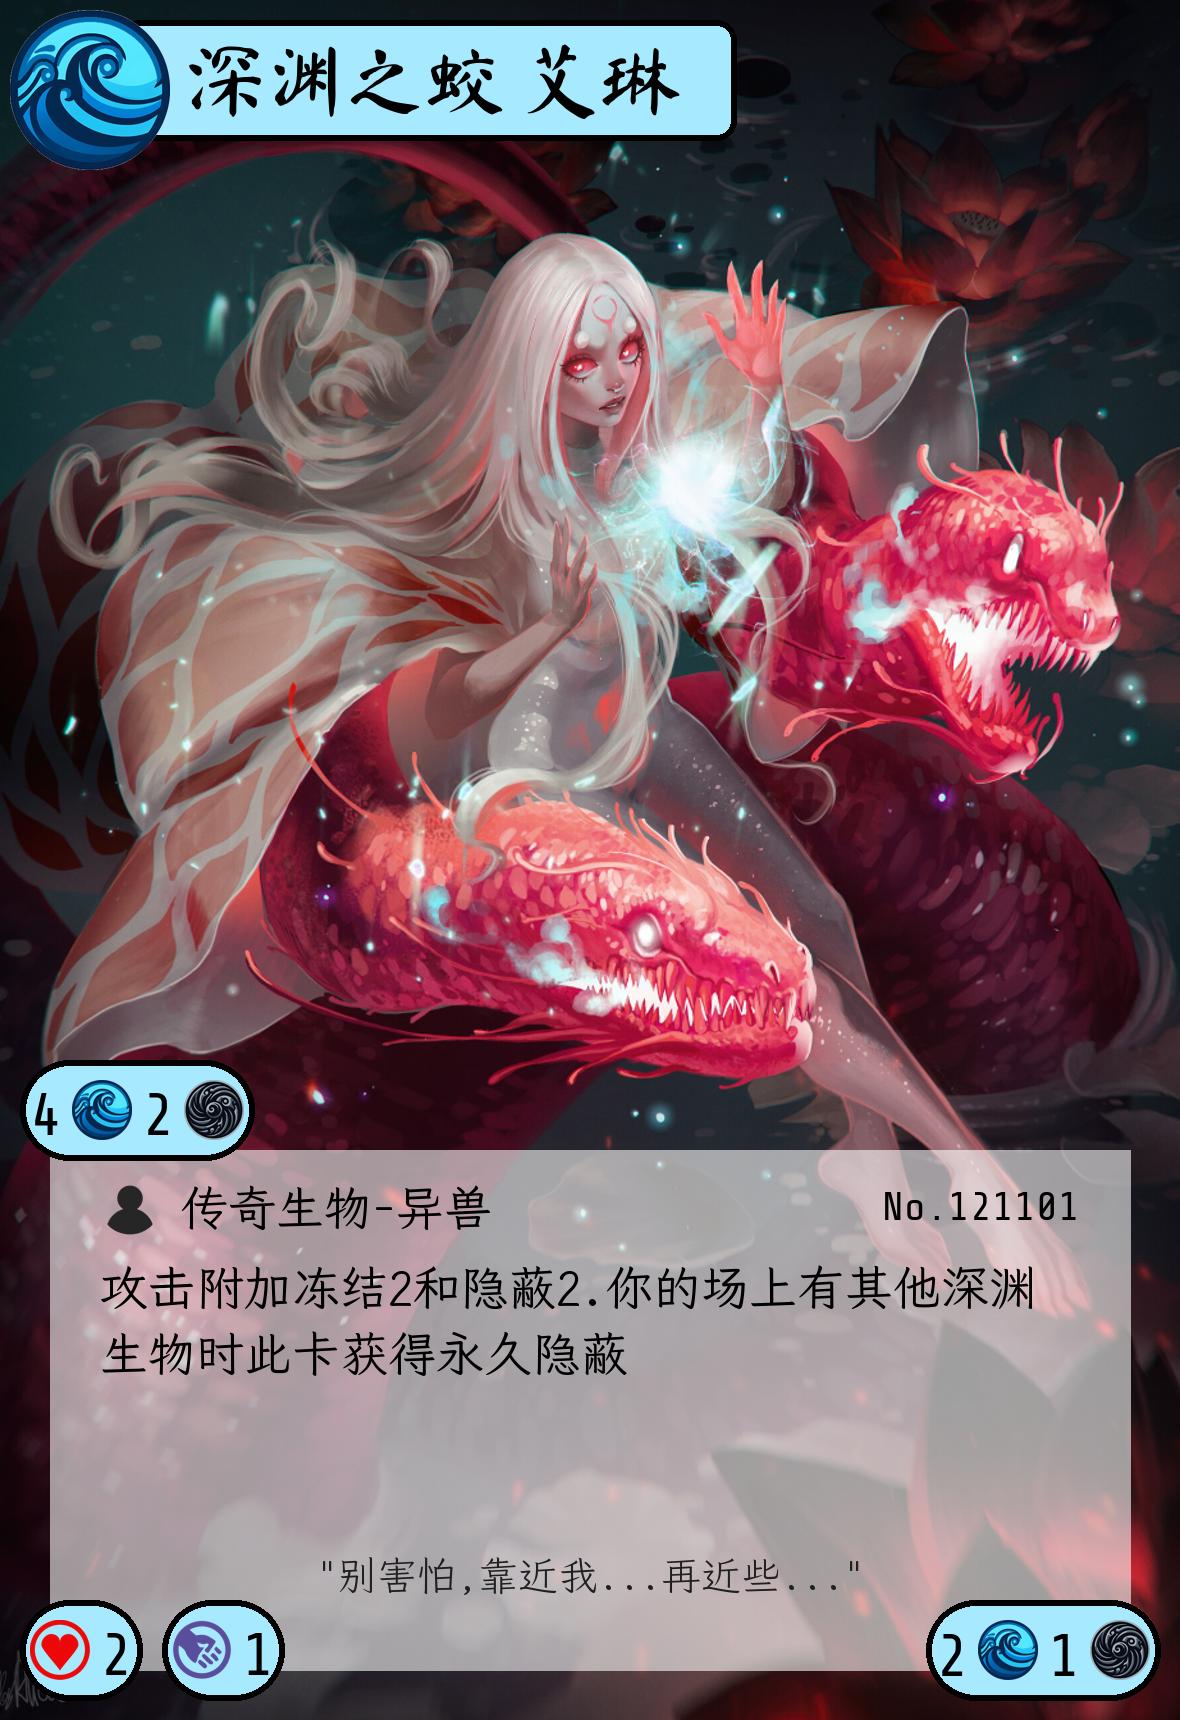 深渊之蛟 艾琳
4 2
传奇生物-异兽 No.121101
攻击附加冻结2和隐蔽2.你的场上有其他深渊
生物时此卡获得永久隐蔽
"别害怕,靠近我...再近些..."
2 1 2 1